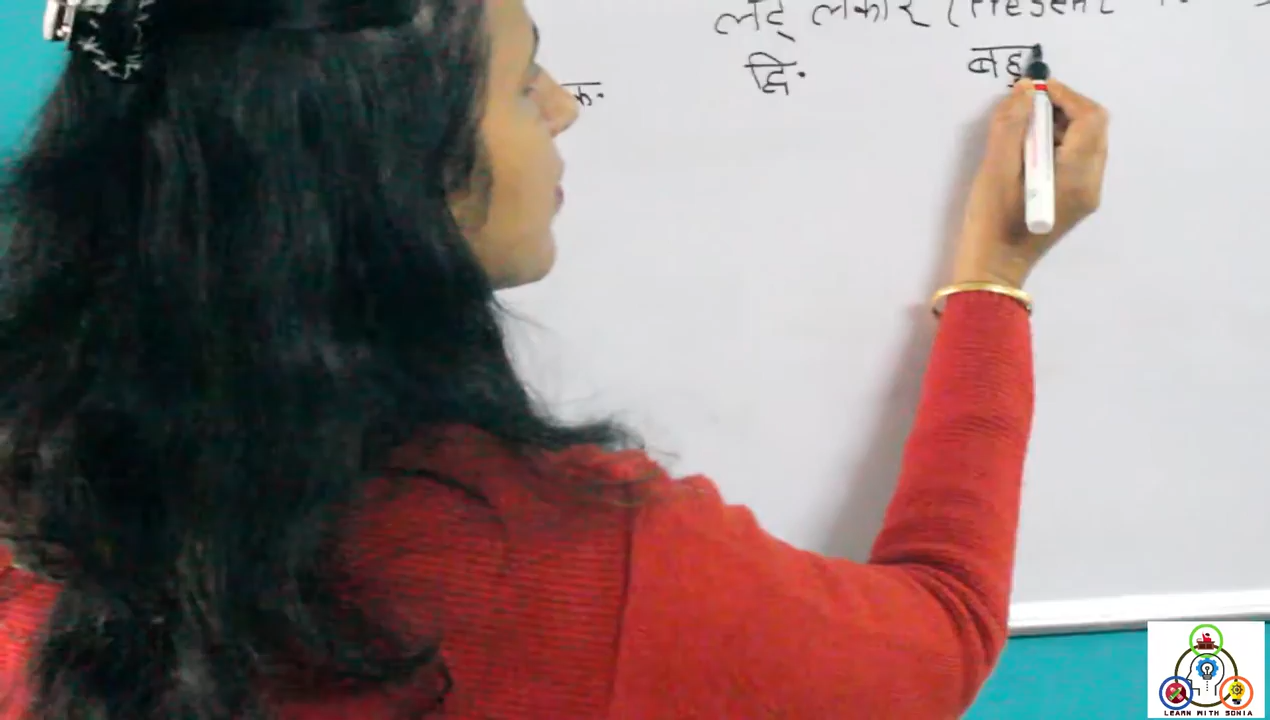 लट् लकार (Present
द्वि. बहु
LEARN WITH SONIA